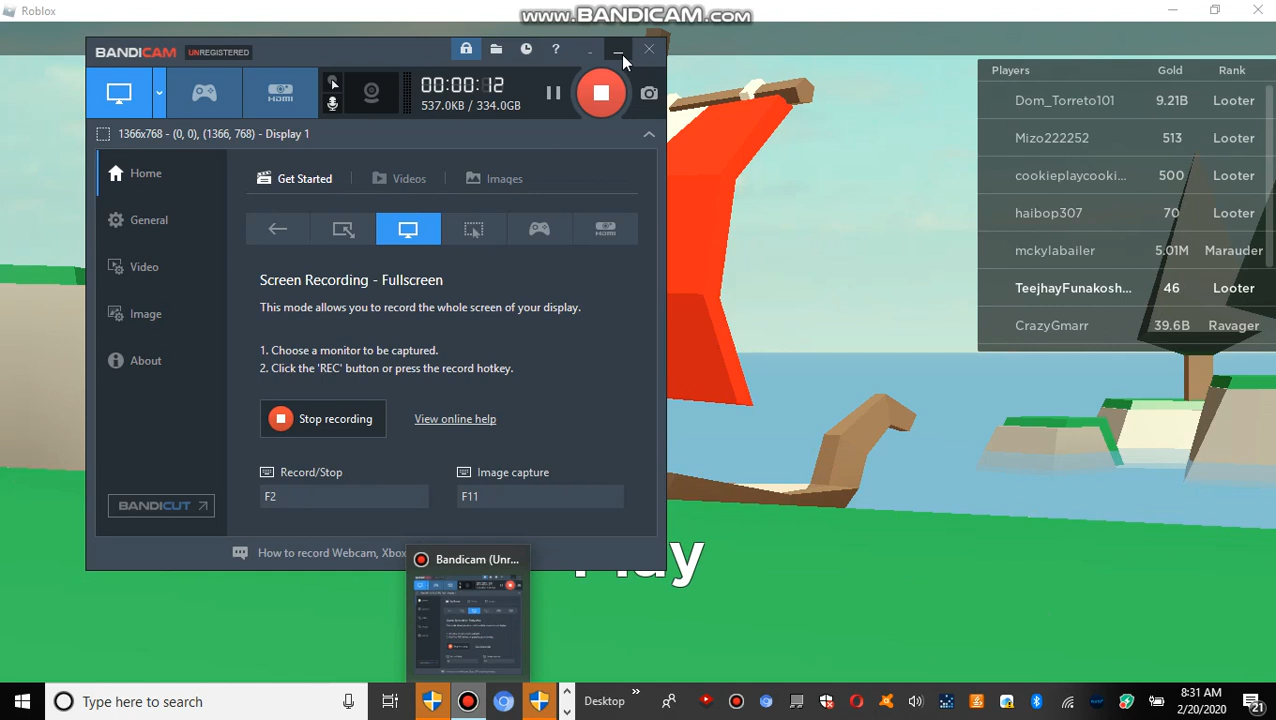 Roblox
www.BANDICAM.com
BANDICAM UNREGISTERED
00:00:12
537.0KB / 334.0GB
HDMI
1366x768 - (0, 0), (1366, 768) - Display 1
Home
General
Video
Image
About
BANDICUT
Get Started
Videos
Images
HDMI
Screen Recording - Fullscreen
This mode allows you to record the whole screen of your display.
1. Choose a monitor to be captured.
2. Click the 'REC' button or press the record hotkey.
Stop recording
View online help
Record/Stop
Image capture
F2
F11
How to record Webcam, Xbox
Players Gold Rank
Dom_Torreto101 9.21B Looter
Mizo222252 513 Looter
cookieplaycooki... 500 Looter
haibop307 70 Looter
mckylabailer 5.01M Marauder
TeejhayFunakosh... 46 Looter
CrazyGmarr 39.6B Ravager
Bandicam (Unr...
Type here to search
Desktop
8:31 AM
2/20/2020
21